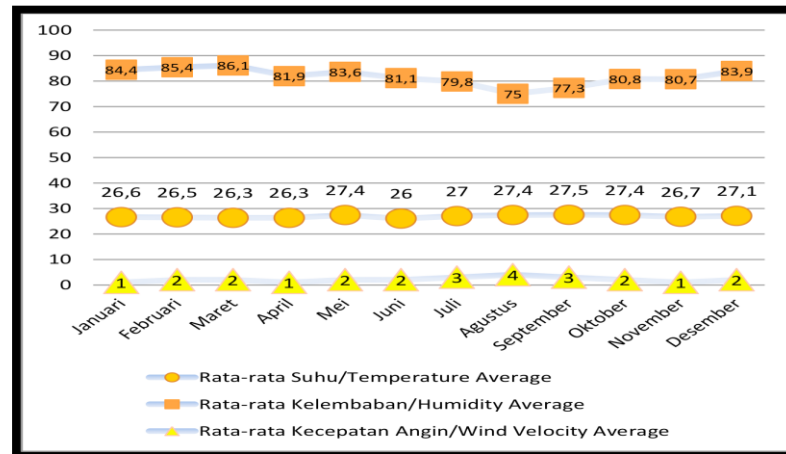 100
90
84,4 85,4 86,1 81,9 83,6 81,1 79,8 75 77,3 80,8 80,7 83,9
80
70
60
50
40
26,6 26,5 26,3 26,3 27,4 26 27 27,4 27,5 27,4 26,7 27,1
30
20
10
1 2 2 1 2 2 3 4 3 2 1 2
0
Januari Februari Maret April Mei Juni Juli Agustus September Oktober November Desember
Rata-rata Suhu/Temperature Average
Rata-rata Kelembaban/Humidity Average
Rata-rata Kecepatan Angin/Wind Velocity Average